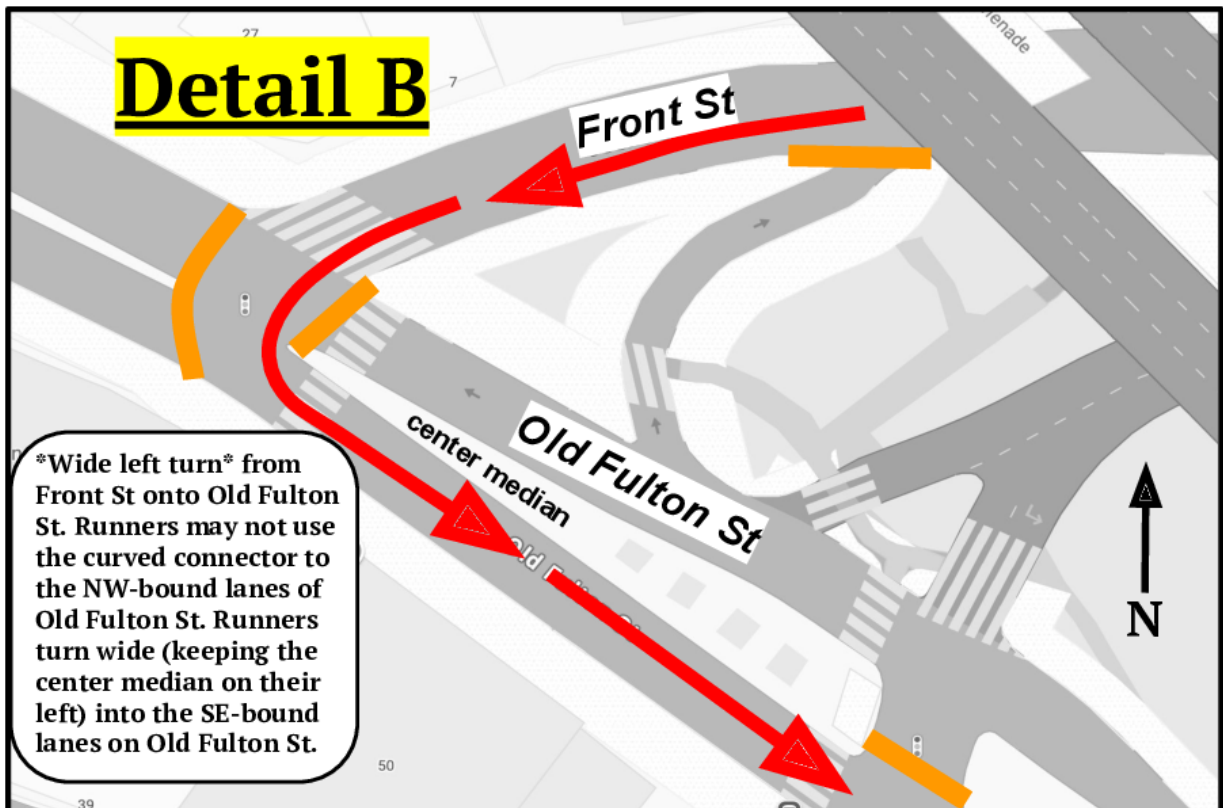 27
enade
Detail B
7
Front St
center median
Old Fulton St
*Wide left turn* from
Front St onto Old Fulton
St. Runners may not use
the curved connector to
the NW-bound lanes of
Old Fulton St. Runners
turn wide (keeping the
center median on their
left) into the SE-bound
lanes on Old Fulton St.
N
50
39